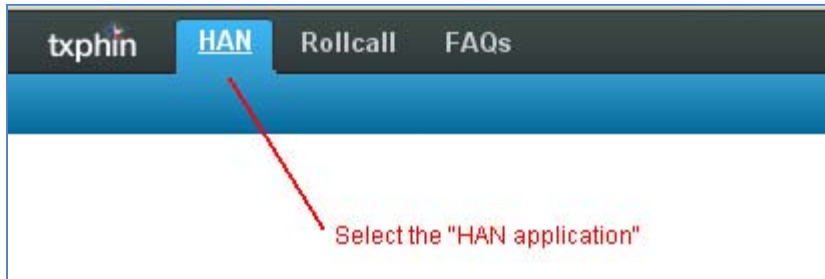 txphin HAN Rollcall FAQs
Select the "HAN application"